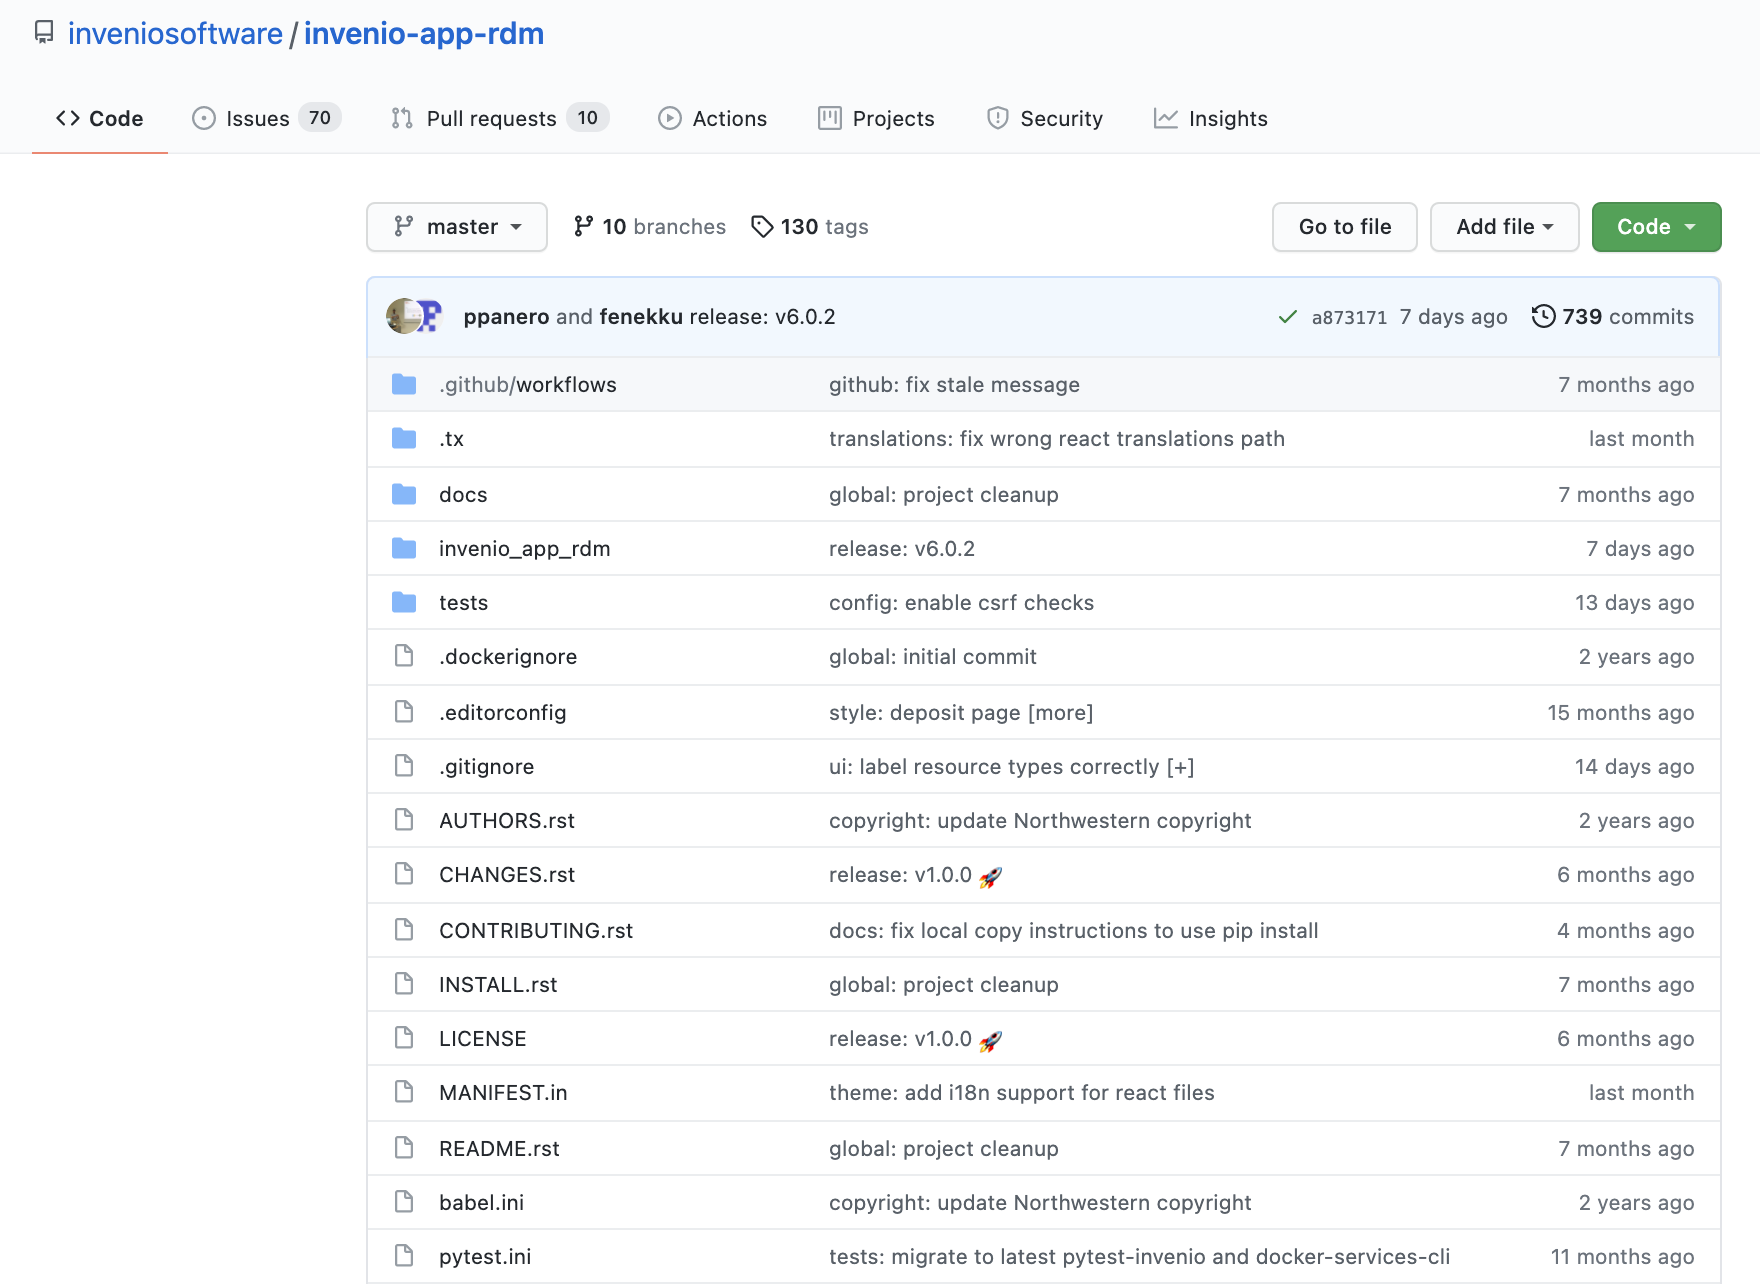 inveniosoftware / invenio-app-rdm
Code Issues 70 Pull requests 10 Actions Projects Security Insights
master 10 branches 130 tags Go to file Add file Code
ppanero and fenekku release: v6.0.2 a873171 7 days ago 739 commits
.github/workflows github: fix stale message 7 months ago
.tx translations: fix wrong react translations path last month
docs global: project cleanup 7 months ago
invenio_app_rdm release: v6.0.2 7 days ago
tests config: enable csrf checks 13 days ago
.dockerignore global: initial commit 2 years ago
.editorconfig style: deposit page [more] 15 months ago
.gitignore ui: label resource types correctly [+] 14 days ago
AUTHORS.rst copyright: update Northwestern copyright 2 years ago
CHANGES.rst release: v1.0.0 🚀 6 months ago
CONTRIBUTING.rst docs: fix local copy instructions to use pip install 4 months ago
INSTALL.rst global: project cleanup 7 months ago
LICENSE release: v1.0.0 🚀 6 months ago
MANIFEST.in theme: add i18n support for react files last month
README.rst global: project cleanup 7 months ago
babel.ini copyright: update Northwestern copyright 2 years ago
pytest.ini tests: migrate to latest pytest-invenio and docker-services-cli 11 months ago